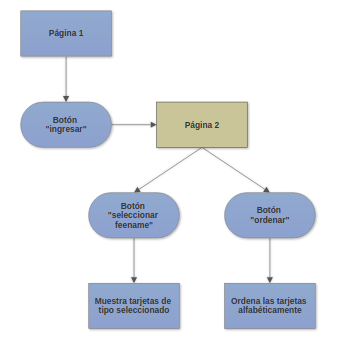 Página 1
Botón
"ingresar"
Página 2
Botón
"seleccionar
feename"
Botón
"ordenar"
Muestra tarjetas de
tipo seleccionado
Ordena las tarjetas
alfabéticamente